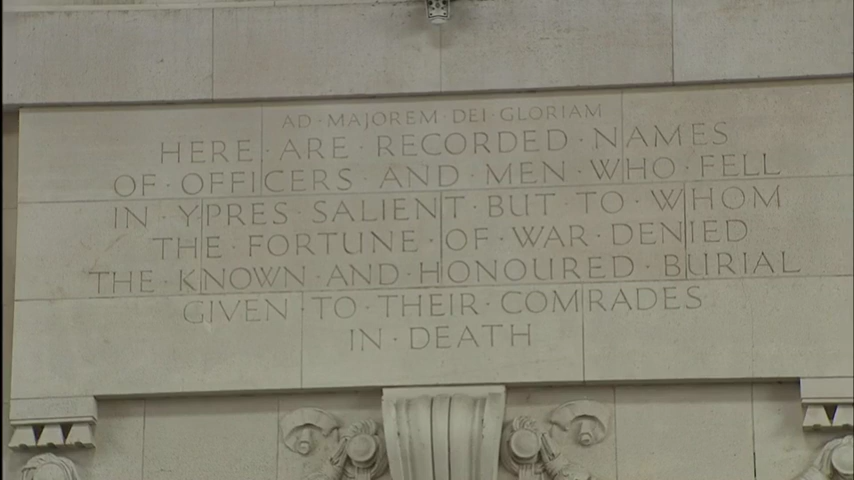 AD·MAJOREM·DEI·GLORIAM
HERE·ARE·RECORDED·NAMES
OF·OFFICERS·AND·MEN·WHO·FELL
IN·YPRES·SALIENT·BUT·TO·WHOM
THE·FORTUNE·OF·WAR·DENIED
THE·KNOWN·AND·HONOURED·BURIAL
GIVEN·TO·THEIR·COMRADES
IN·DEATH